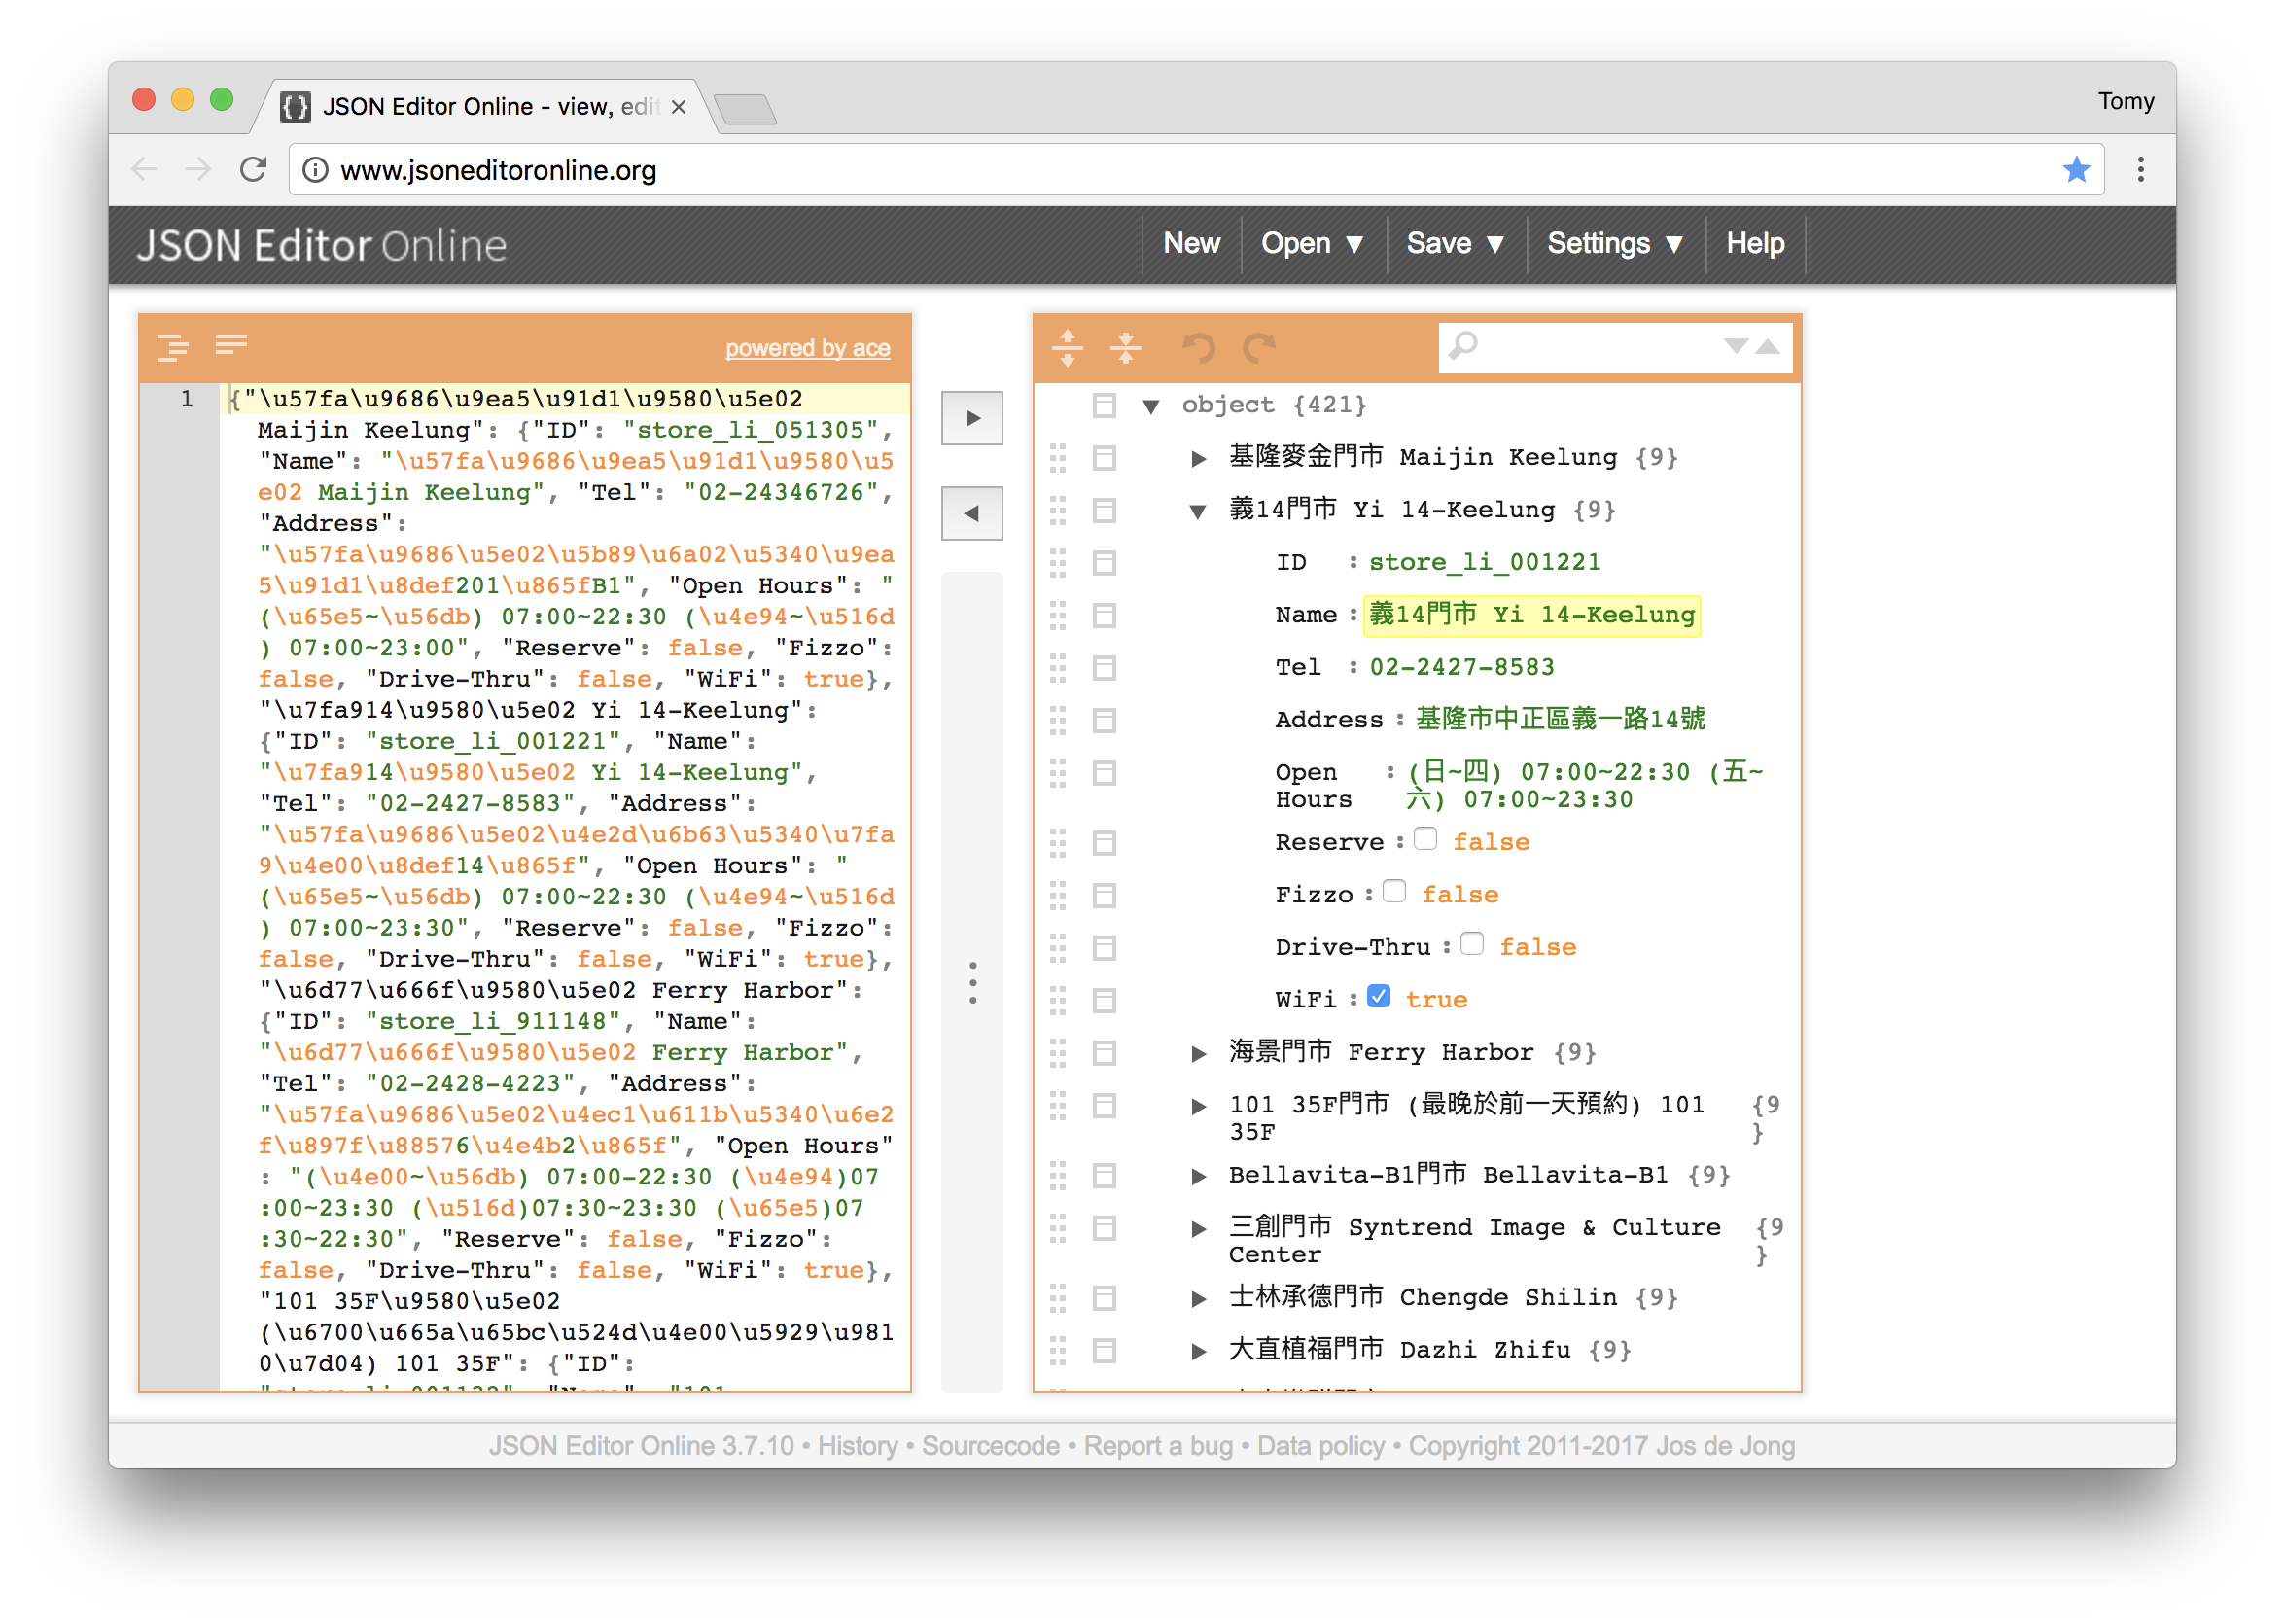 JSON Editor Online - view, edit
Tomy
www.jsoneditoronline.org
JSON Editor Online
New
Open ▼
Save ▼
Settings ▼
Help
powered by ace
1
{"\u57fa\u9686\u9ea5\u91d1\u9580\u5e02
Maijin Keelung": {"ID": "store_li_051305",
"Name": "\u57fa\u9686\u9ea5\u91d1\u9580\u5
e02 Maijin Keelung", "Tel": "02-24346726",
"Address":
"\u57fa\u9686\u5e02\u5b89\u6a02\u5340\u9ea
5\u91d1\u8def201\u865fB1", "Open Hours": "
(\u65e5~\u56db) 07:00~22:30 (\u4e94~\u516d
) 07:00~23:00", "Reserve": false, "Fizzo":
false, "Drive-Thru": false, "WiFi": true},
"\u7fa914\u9580\u5e02 Yi 14-Keelung":
{"ID": "store_li_001221", "Name":
"\u7fa914\u9580\u5e02 Yi 14-Keelung",
"Tel": "02-2427-8583", "Address":
"\u57fa\u9686\u5e02\u4e2d\u6b63\u5340\u7fa
9\u4e00\u8def14\u865f", "Open Hours": "
(\u65e5~\u56db) 07:00~22:30 (\u4e94~\u516d
) 07:00~23:30", "Reserve": false, "Fizzo":
false, "Drive-Thru": false, "WiFi": true},
"\u6d77\u666f\u9580\u5e02 Ferry Harbor":
{"ID": "store_li_911148", "Name":
"\u6d77\u666f\u9580\u5e02 Ferry Harbor",
"Tel": "02-2428-4223", "Address":
"\u57fa\u9686\u5e02\u4ec1\u611b\u5340\u6e2
f\u897f\u88576\u4e4b2\u865f", "Open Hours"
: "(\u4e00~\u56db) 07:00-22:30 (\u4e94)07
:00~23:30 (\u516d)07:30~23:30 (\u65e5)07
:30~22:30", "Reserve": false, "Fizzo":
false, "Drive-Thru": false, "WiFi": true},
"101 35F\u9580\u5e02
(\u6700\u665a\u65bc\u524d\u4e00\u5929\u981
0\u7d04) 101 35F": {"ID":
object {421}
基隆麥金門市 Maijin Keelung {9}
義14門市 Yi 14-Keelung {9}
ID : store_li_001221
Name : 義14門市 Yi 14-Keelung
Tel : 02-2427-8583
Address : 基隆市中正區義一路14號
Open : (日~四) 07:00~22:30 (五~
Hours 六) 07:00~23:30
Reserve : false
Fizzo : false
Drive-Thru : false
WiFi : true
海景門市 Ferry Harbor {9}
101 35F門市 (最晚於前一天預約) 101 {9
35F }
Bellavita-B1門市 Bellavita-B1 {9}
三創門市 Syntrend Image & Culture {9
Center }
士林承德門市 Chengde Shilin {9}
大直植福門市 Dazhi Zhifu {9}
JSON Editor Online 3.7.10 • History • Sourcecode • Report a bug • Data policy • Copyright 2011-2017 Jos de Jong